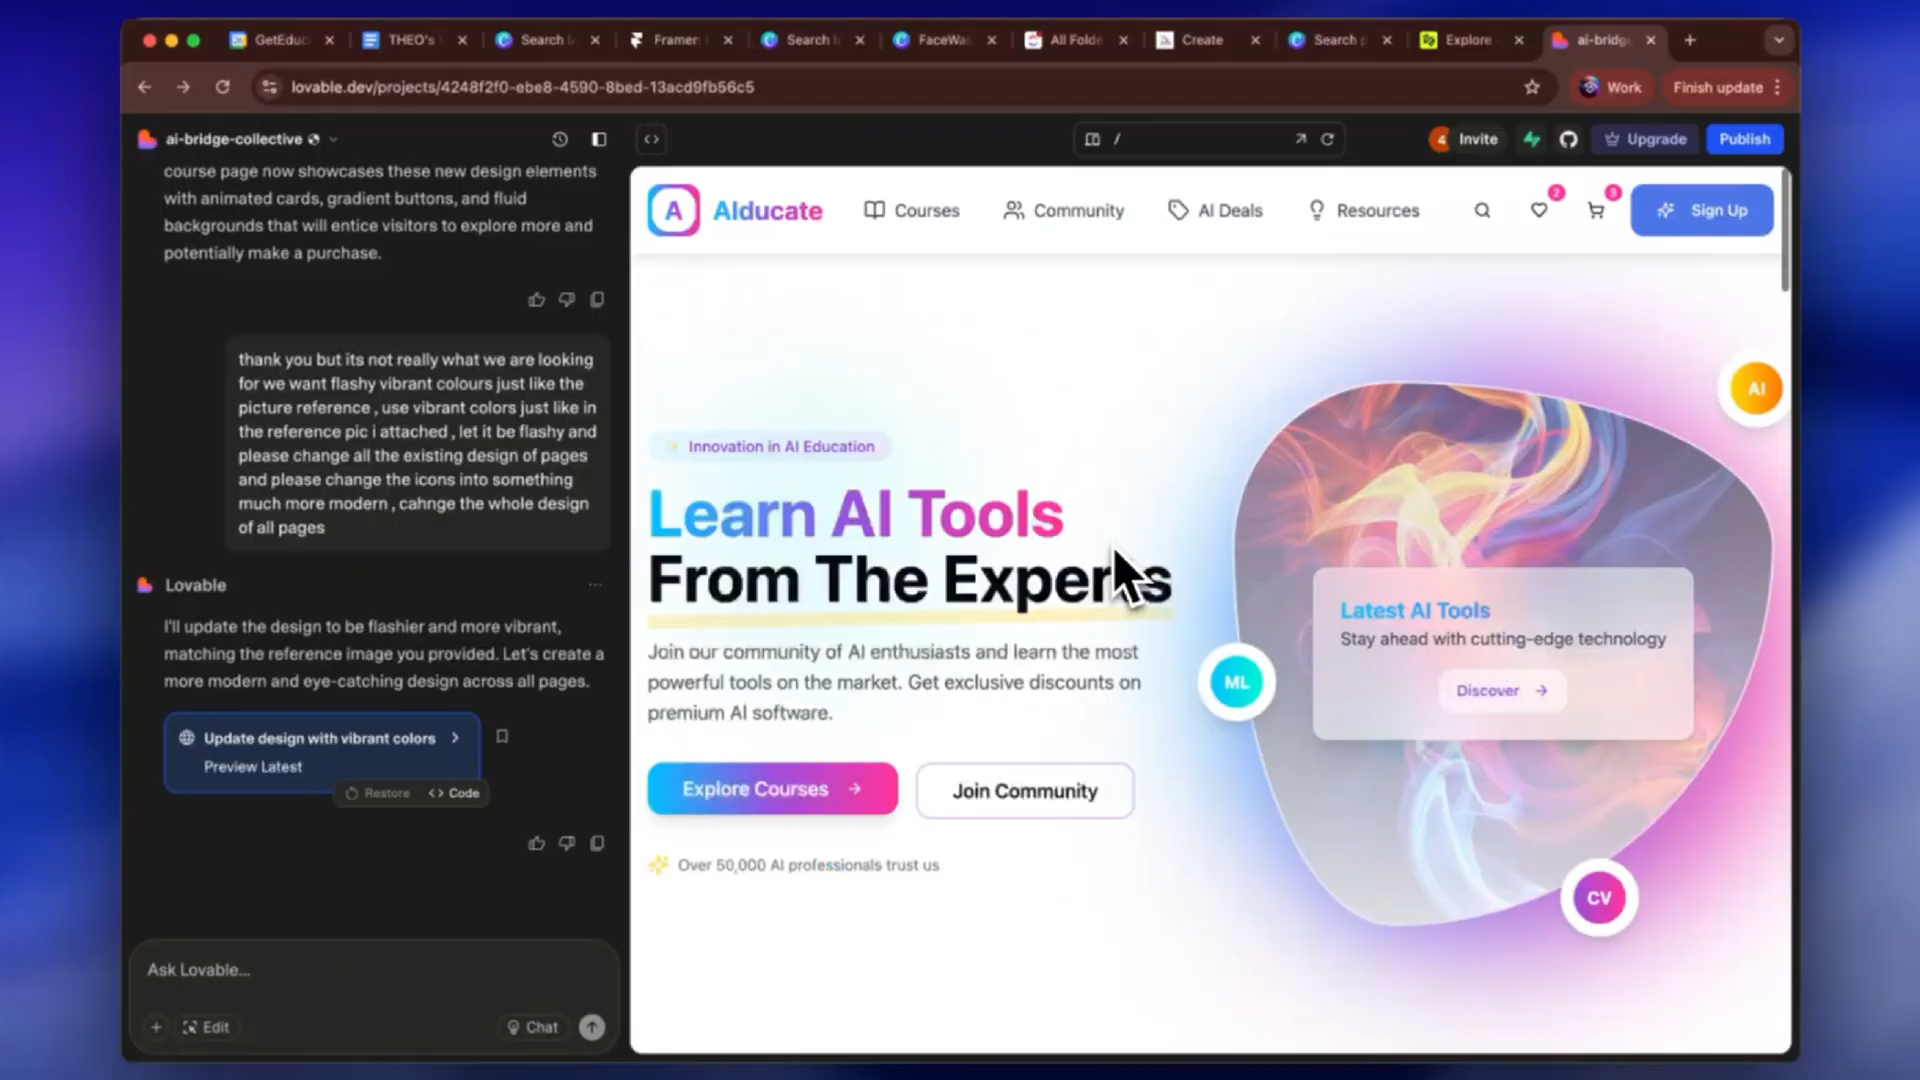 GetEduc
THEO's
Search
Framer
Search
FaceWas
All Folde
Create
Search p
Explore
ai-bridg
lovable.dev/projects/4248f2f0-ebe8-4590-8bed-13acd9fb56c5
Work
Finish update
ai-bridge-collective
/
4
Invite
Upgrade
Publish
course page now showcases these new design elements
with animated cards, gradient buttons, and fluid
backgrounds that will entice visitors to explore more and
potentially make a purchase.
thank you but its not really what we are looking
for we want flashy vibrant colours just like the
picture reference , use vibrant colors just like in
the reference pic i attached , let it be flashy and
please change all the existing design of pages
and please change the icons into something
much more modern , cahnge the whole design
of all pages
Lovable
I'll update the design to be flashier and more vibrant,
matching the reference image you provided. Let's create a
more modern and eye-catching design across all pages.
Update design with vibrant colors
Preview Latest
Restore
Code
Ask Lovable...
Edit
Chat
A
AIducate
Courses
Community
AI Deals
Resources
2
3
Sign Up
Innovation in AI Education
Learn AI Tools
From The Experts
Join our community of AI enthusiasts and learn the most
powerful tools on the market. Get exclusive discounts on
premium AI software.
Explore Courses
Join Community
Over 50,000 AI professionals trust us
AI
ML
Latest AI Tools
Stay ahead with cutting-edge technology
Discover
CV